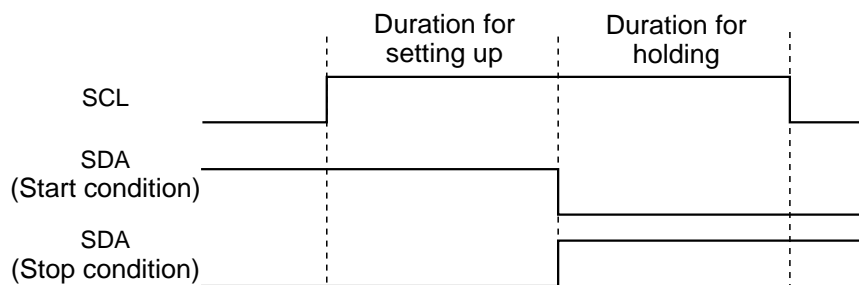 Duration for
setting up
Duration for
holding
SCL
SDA
(Start condition)
SDA
(Stop condition)